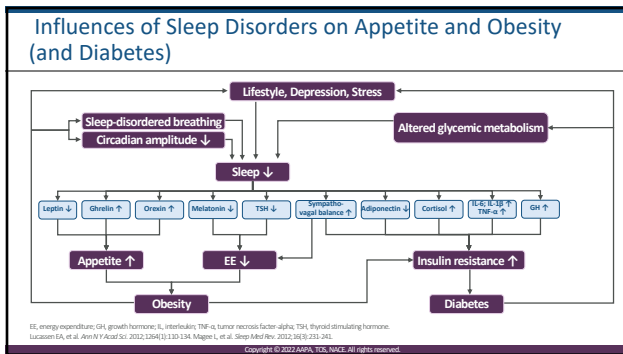 Influences of Sleep Disorders on Appetite and Obesity
(and Diabetes)
Lifestyle, Depression, Stress
Sleep-disordered breathing
Circadian amplitude ↓
Altered glycemic metabolism
Sleep ↓
Leptin ↓
Ghrelin ↑
Orexin ↑
Melatonin ↓
TSH ↓
Sympatho-
vagal balance ↑
Adiponectin ↓
Cortisol ↑
IL-6; IL-1β ↑
TNF-α ↑
GH ↑
Appetite ↑
EE ↓
Insulin resistance ↑
Obesity
Diabetes
EE, energy expenditure; GH, growth hormone; IL, interleukin; TNF-α, tumor necrosis facter-alpha; TSH, thyroid stimulating hormone.
Lucassen EA, et al. Ann N Y Acad Sci. 2012;1264(1):110-134. Magee L, et al. Sleep Med Rev. 2012;16(3):231-241.
Copyright © 2022 AAPA, TOS, NACE. All rights reserved.